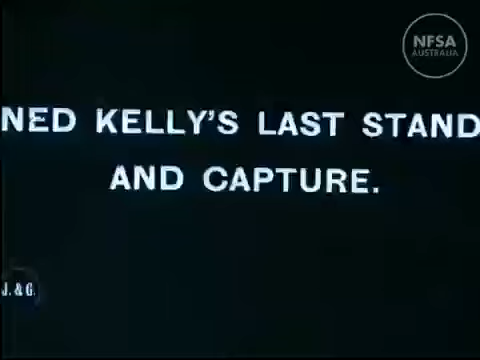 NFSA
AUSTRALIA
NED KELLY'S LAST STAND
AND CAPTURE.
J. & G.